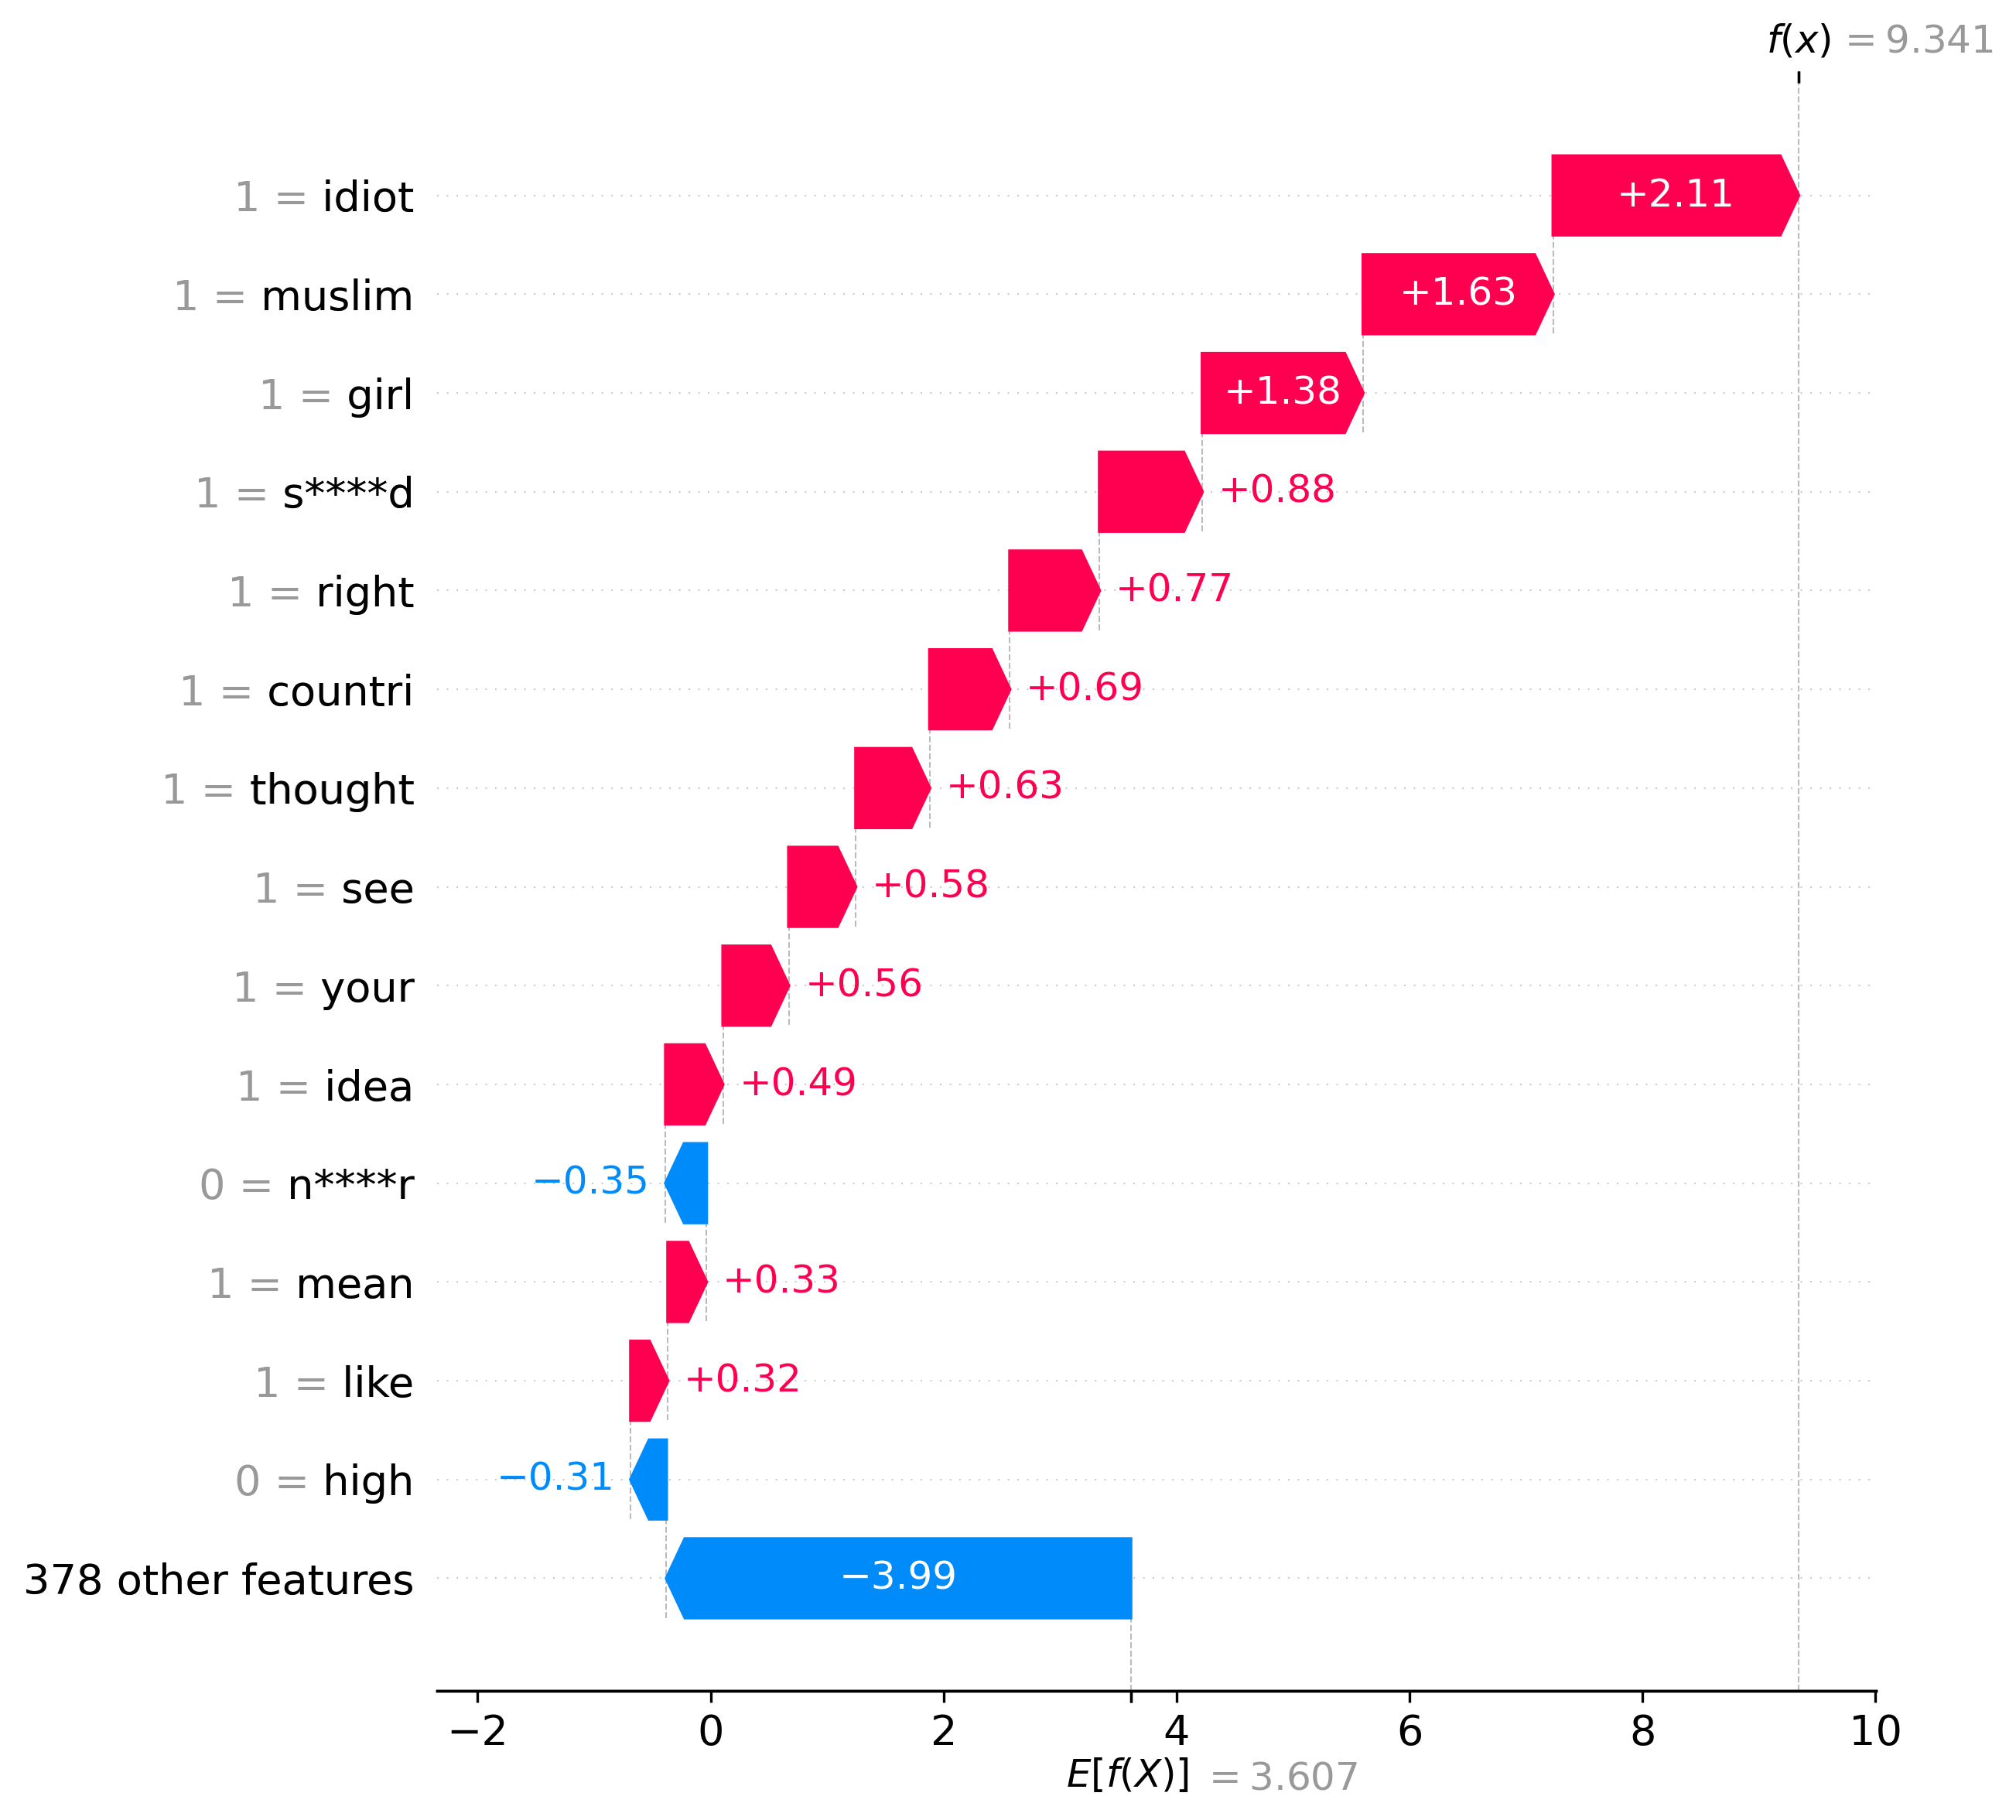 f(x) = 9.341
1 = idiot
+2.11
1 = muslim
+1.63
1 = girl
+1.38
1 = s****d
+0.88
1 = right
+0.77
1 = countri
+0.69
1 = thought
+0.63
1 = see
+0.58
1 = your
+0.56
1 = idea
+0.49
0 = n****r
−0.35
1 = mean
+0.33
1 = like
+0.32
0 = high
−0.31
378 other features
−3.99
−2 0 2 4 6 8 10
E[f(X)] = 3.607